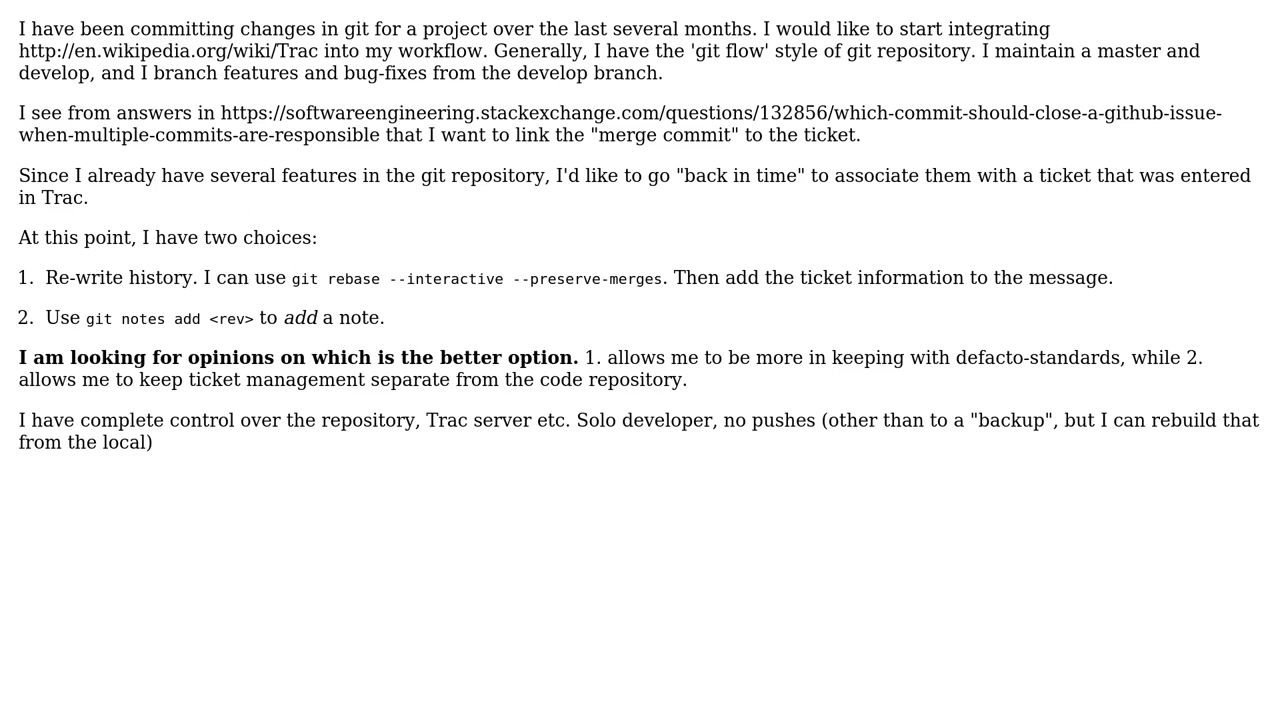 I have been committing changes in git for a project over the last several months. I would like to start integrating
http://en.wikipedia.org/wiki/Trac into my workflow. Generally, I have the 'git flow' style of git repository. I maintain a master and
develop, and I branch features and bug-fixes from the develop branch.
I see from answers in https://softwareengineering.stackexchange.com/questions/132856/which-commit-should-close-a-github-issue-
when-multiple-commits-are-responsible that I want to link the "merge commit" to the ticket.
Since I already have several features in the git repository, I'd like to go "back in time" to associate them with a ticket that was entered
in Trac.
At this point, I have two choices:
1. Re-write history. I can use git rebase --interactive --preserve-merges. Then add the ticket information to the message.
2. Use git notes add <rev> to add a note.
I am looking for opinions on which is the better option. 1. allows me to be more in keeping with defacto-standards, while 2.
allows me to keep ticket management separate from the code repository.
I have complete control over the repository, Trac server etc. Solo developer, no pushes (other than to a "backup", but I can rebuild that
from the local)